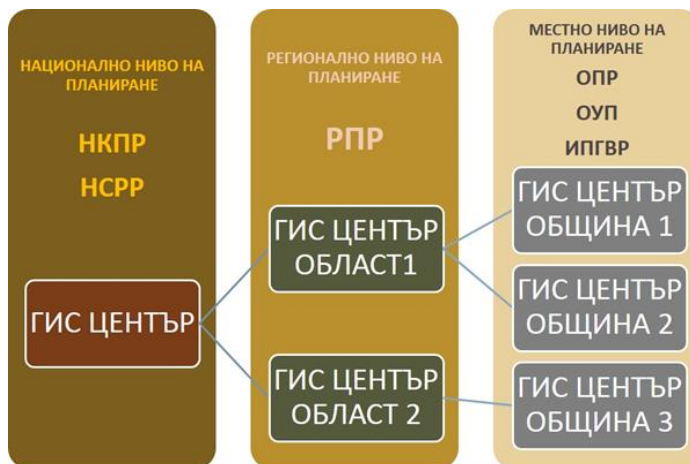 НАЦИОНАЛНО НИВО НА
ПЛАНИРАНЕ
НКПР
НСРР
ГИС ЦЕНТЪР
РЕГИОНАЛНО НИВО НА
ПЛАНИРАНЕ
РПР
ГИС ЦЕНТЪР
ОБЛАСТ1
ГИС ЦЕНТЪР
ОБЛАСТ 2
МЕСТНО НИВО НА
ПЛАНИРАНЕ
ОПР
ОУП
ИПГВР
ГИС ЦЕНТЪР
ОБЩИНА 1
ГИС ЦЕНТЪР
ОБЩИНА 2
ГИС ЦЕНТЪР
ОБЩИНА 3